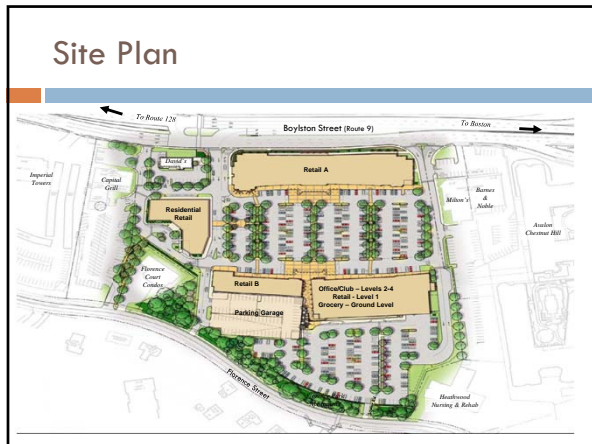 Site Plan
To Route 128
To Boston
Boylston Street (Route 9)
David's
Retail A
Imperial
Towers
Capital
Grill
Milton's
Barnes
&
Noble
Residential
Retail
Avalon
Chestnut Hill
Florence
Court
Condos
Retail B
Office/Club – Levels 2-4
Retail - Level 1
Grocery – Ground Level
Parking Garage
Florence Street
Heathwood
Nursing & Rehab